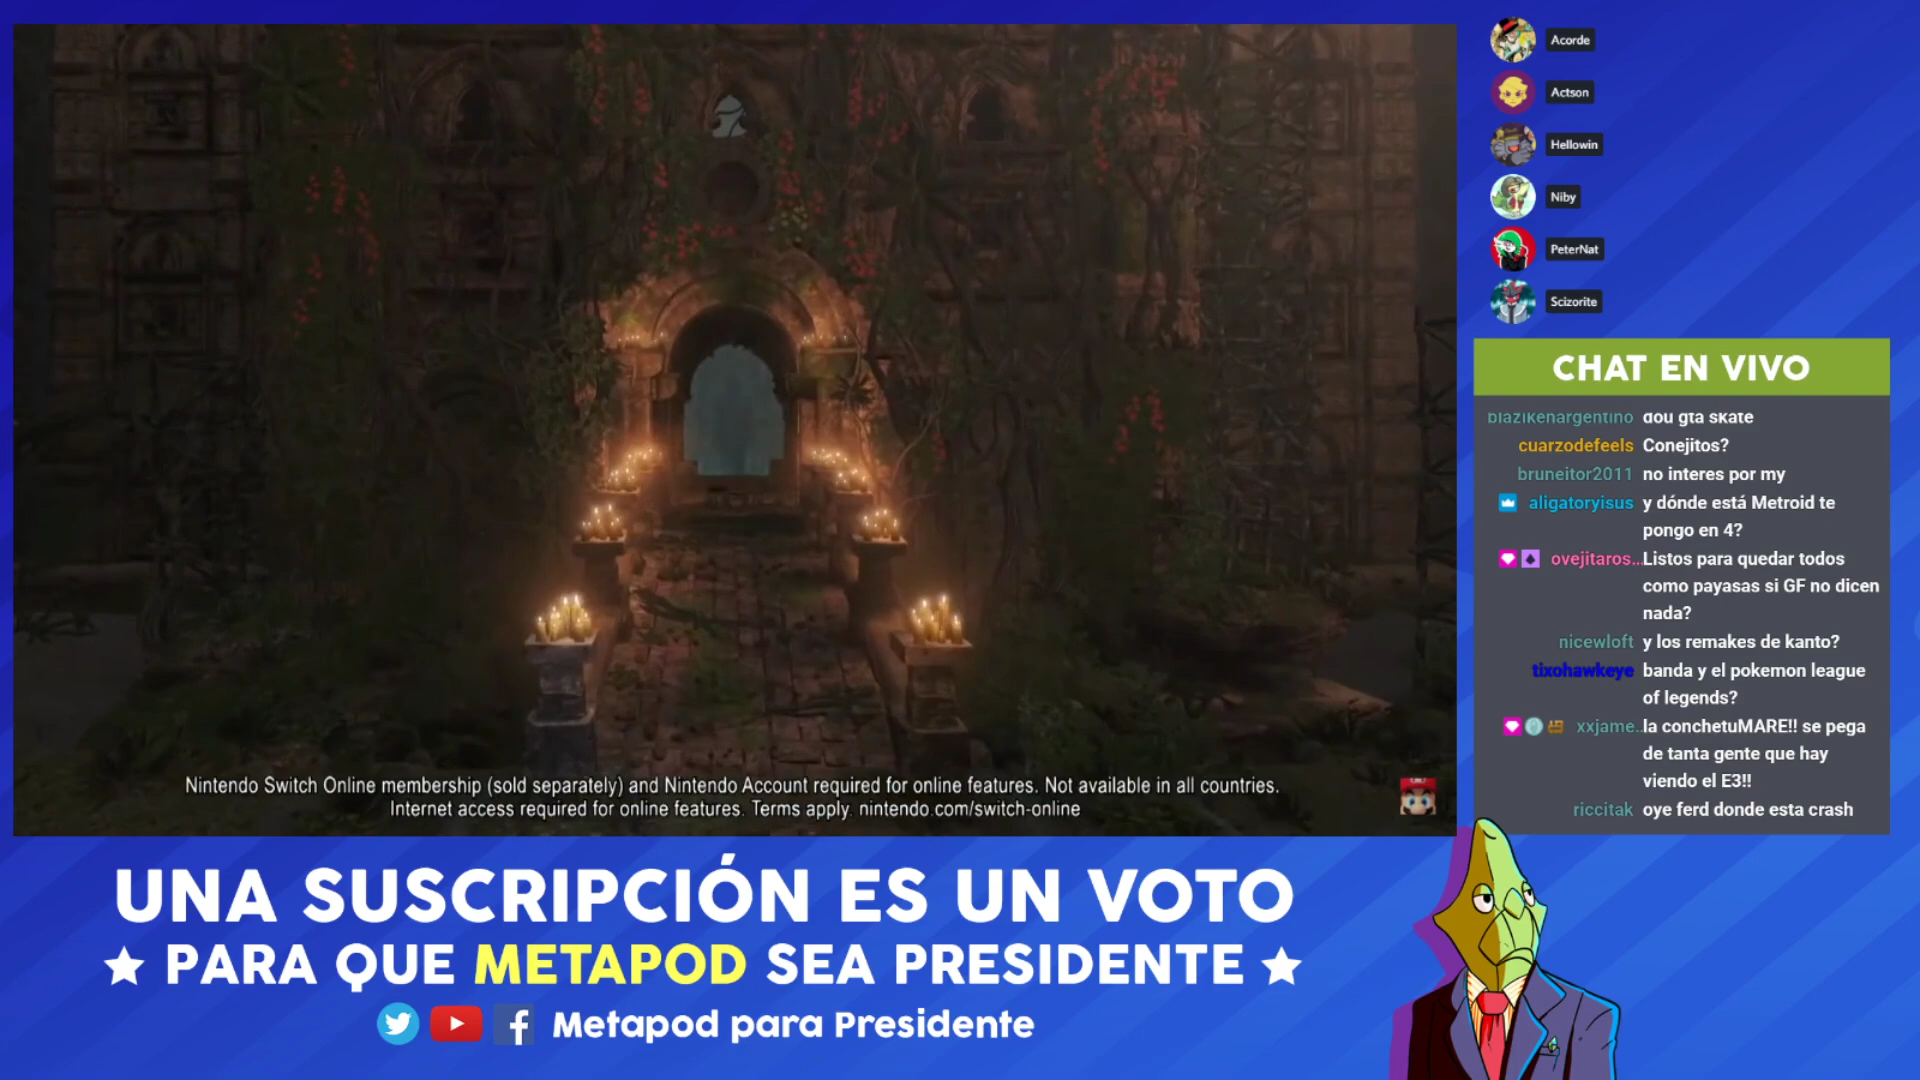 Acorde
Actson
Hellowin
Niby
PeterNat
Scizorite
CHAT EN VIVO
blazikenargentino dou gta skate
cuarzodefeels Conejitos?
bruneitor2011 no interes por my
aligatoryisus y dónde está Metroid te
pongo en 4?
ovejitaros... Listos para quedar todos
como payasas si GF no dicen
nada?
nicewloft y los remakes de kanto?
tixohawkeye banda y el pokemon league
of legends?
xxjame... la conchetuMARE!! se pega
de tanta gente que hay
viendo el E3!!
riccitak oye ferd donde esta crash
Nintendo Switch Online membership (sold separately) and Nintendo Account required for online features. Not available in all countries.
Internet access required for online features. Terms apply. nintendo.com/switch-online
UNA SUSCRIPCIÓN ES UN VOTO
PARA QUE METAPOD SEA PRESIDENTE
Metapod para Presidente